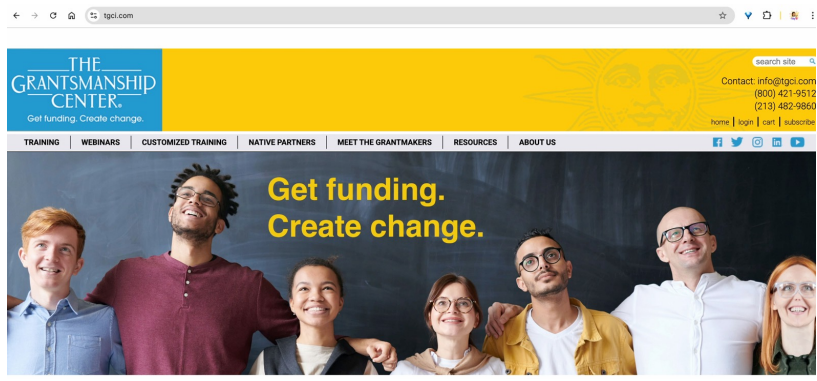 tgci.com
THE
GRANTSMANSHIP
CENTER®
Get funding. Create change.
search site
Contact: info@tgci.com
(800) 421-9512
(213) 482-9860
home | login | cart | subscribe
TRAINING | WEBINARS | CUSTOMIZED TRAINING | NATIVE PARTNERS | MEET THE GRANTMAKERS | RESOURCES | ABOUT US
Get funding.
Create change.